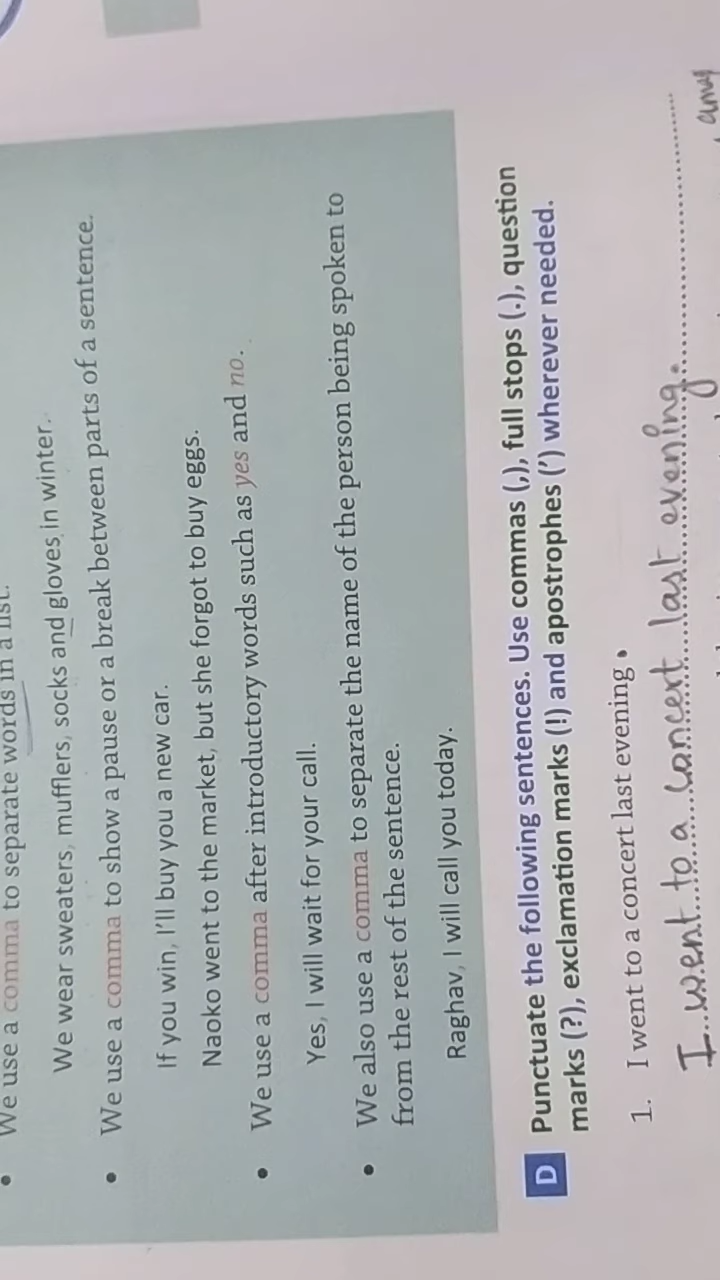 • We use a comma to separate words in a list.
We wear sweaters, mufflers, socks and gloves in winter.
• We use a comma to show a pause or a break between parts of a sentence.
If you win, I'll buy you a new car.
Naoko went to the market, but she forgot to buy eggs.
• We use a comma after introductory words such as yes and no.
Yes, I will wait for your call.
• We also use a comma to separate the name of the person being spoken to
from the rest of the sentence.
Raghav, I will call you today.
D Punctuate the following sentences. Use commas (,), full stops (.), question
marks (?), exclamation marks (!) and apostrophes (’) wherever needed.
1. I went to a concert last evening.
I went to a concert last evening.